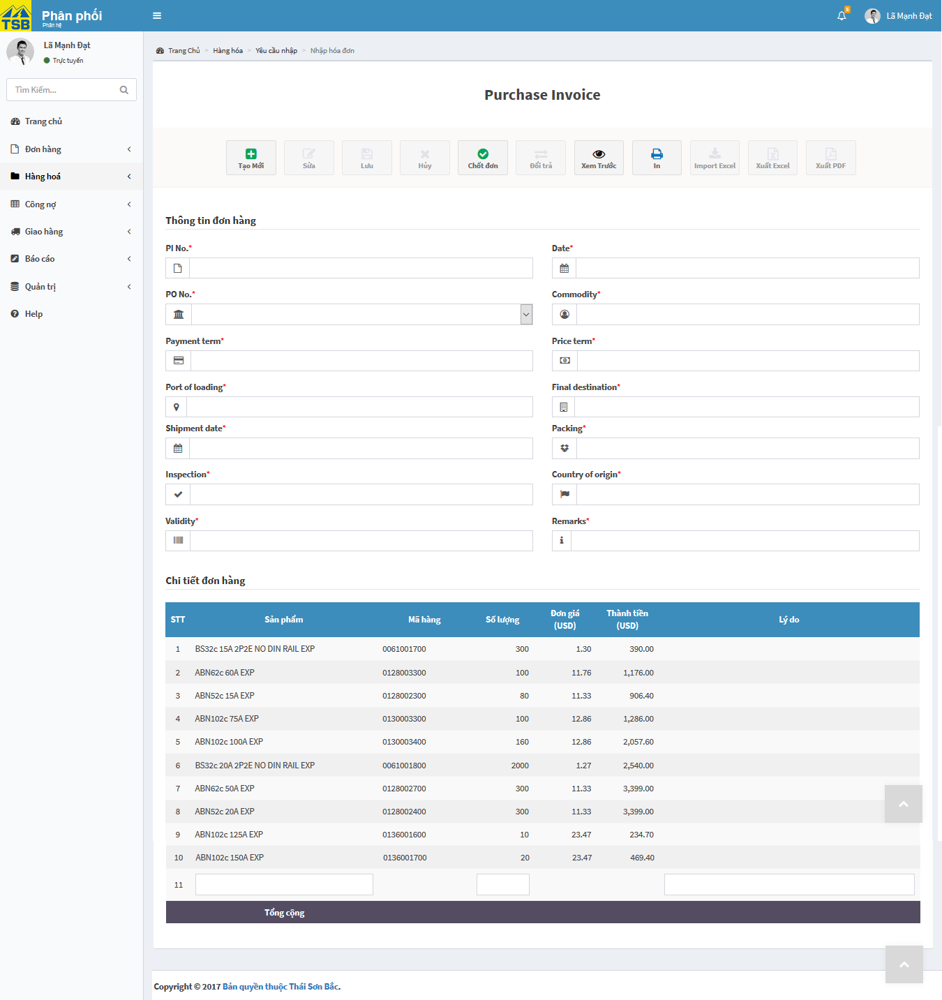 TSB
Phân phối
Phân hệ
5
Lã Mạnh Đạt
Lã Mạnh Đạt
Trực tuyến
Tìm Kiếm...
Trang chủ
Đơn hàng
Hàng hoá
Công nợ
Giao hàng
Báo cáo
Quản trị
Help
Trang Chủ > Hàng hóa > Yêu cầu nhập > Nhập hóa đơn
Purchase Invoice
Tạo Mới Sửa Lưu Hủy Chốt đơn Đổi trả Xem Trước In Import Excel Xuất Excel Xuất PDF
Thông tin đơn hàng
PI No.* Date*
PO No.* Commodity*
Payment term* Price term*
Port of loading* Final destination*
Shipment date* Packing*
Inspection* Country of origin*
Validity* Remarks*
Chi tiết đơn hàng
STT Sản phẩm Mã hàng Số lượng Đơn giá (USD) Thành tiền (USD) Lý do
1 BS32c 15A 2P2E NO DIN RAIL EXP 0061001700 300 1.30 390.00
2 ABN62c 60A EXP 0128003300 100 11.76 1,176.00
3 ABN52c 15A EXP 0128002300 80 11.33 906.40
4 ABN102c 75A EXP 0130003300 100 12.86 1,286.00
5 ABN102c 100A EXP 0130003400 160 12.86 2,057.60
6 BS32c 20A 2P2E NO DIN RAIL EXP 0061001800 2000 1.27 2,540.00
7 ABN62c 50A EXP 0128002700 300 11.33 3,399.00
8 ABN52c 20A EXP 0128002400 300 11.33 3,399.00
9 ABN102c 125A EXP 0136001600 10 23.47 234.70
10 ABN102c 150A EXP 0136001700 20 23.47 469.40
11
Tổng cộng
Copyright © 2017 Bản quyền thuộc Thái Sơn Bắc.